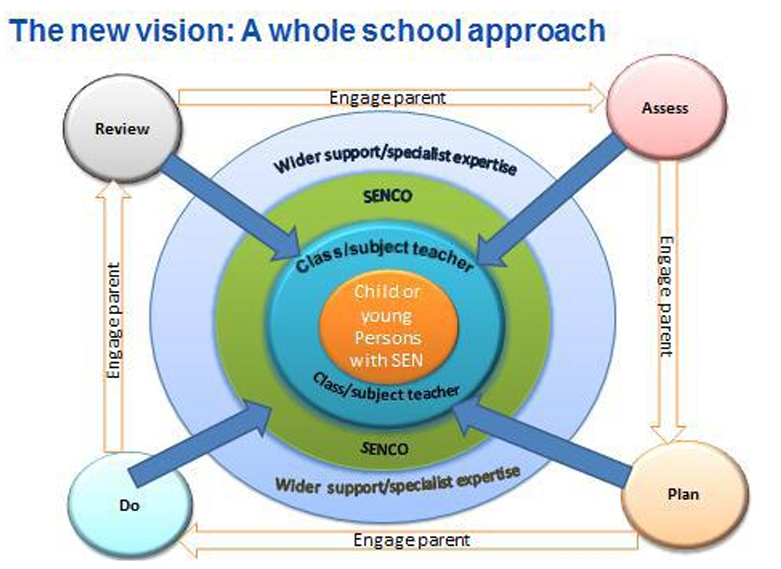 The new vision: A whole school approach
Engage parent
Review
Assess
Wider support/specialist expertise
SENCO
Class/subject teacher
Child or
young
Persons
with SEN
Engage parent
Engage parent
Class/subject teacher
SENCO
Wider support/specialist expertise
Do
Plan
Engage parent